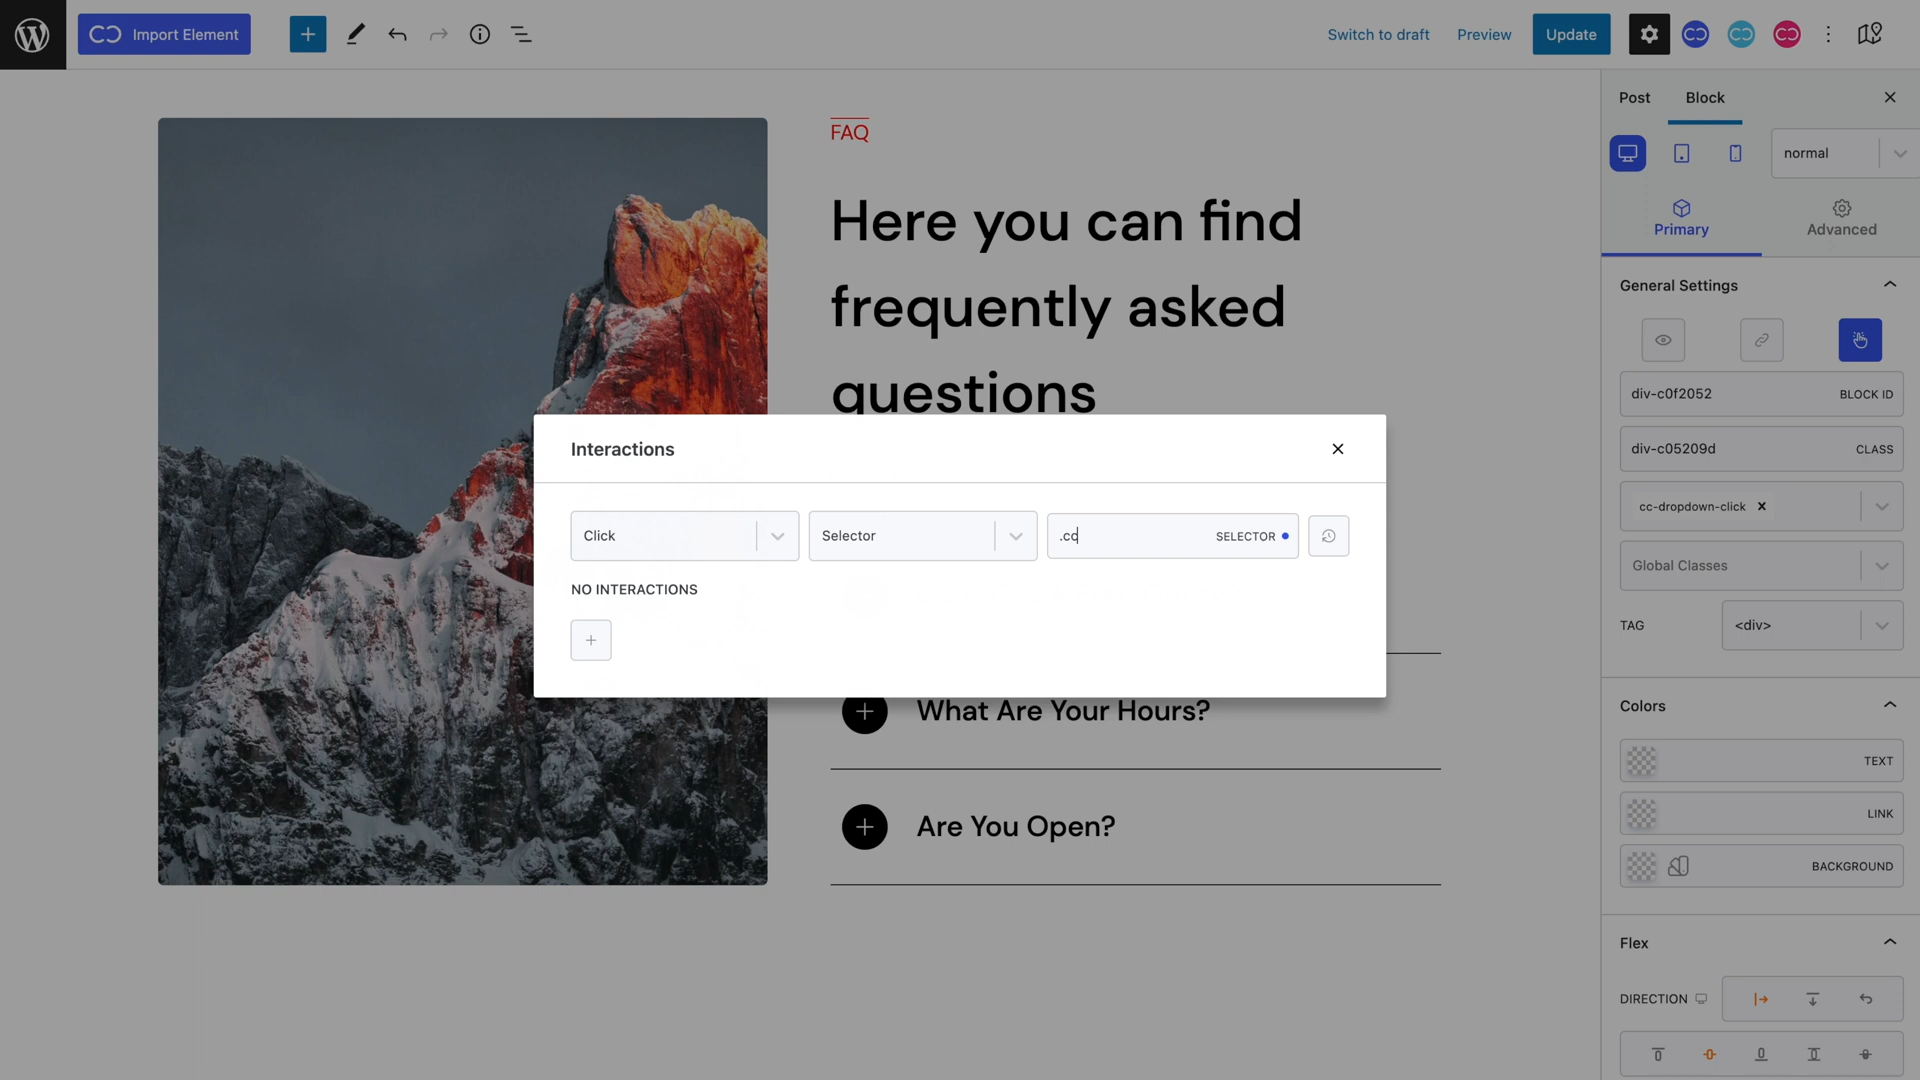 Import Element
Switch to draft
Preview
Update
Post
Block
normal
Primary
Advanced
General Settings
div-c0f2052
BLOCK ID
div-c05209d
CLASS
cc-dropdown-click
Global Classes
TAG
<div>
Colors
TEXT
LINK
BACKGROUND
Flex
DIRECTION
FAQ
Here you can find
frequently asked
questions
Interactions
Click
Selector
.cc
SELECTOR
NO INTERACTIONS
What Are Your Hours?
Are You Open?